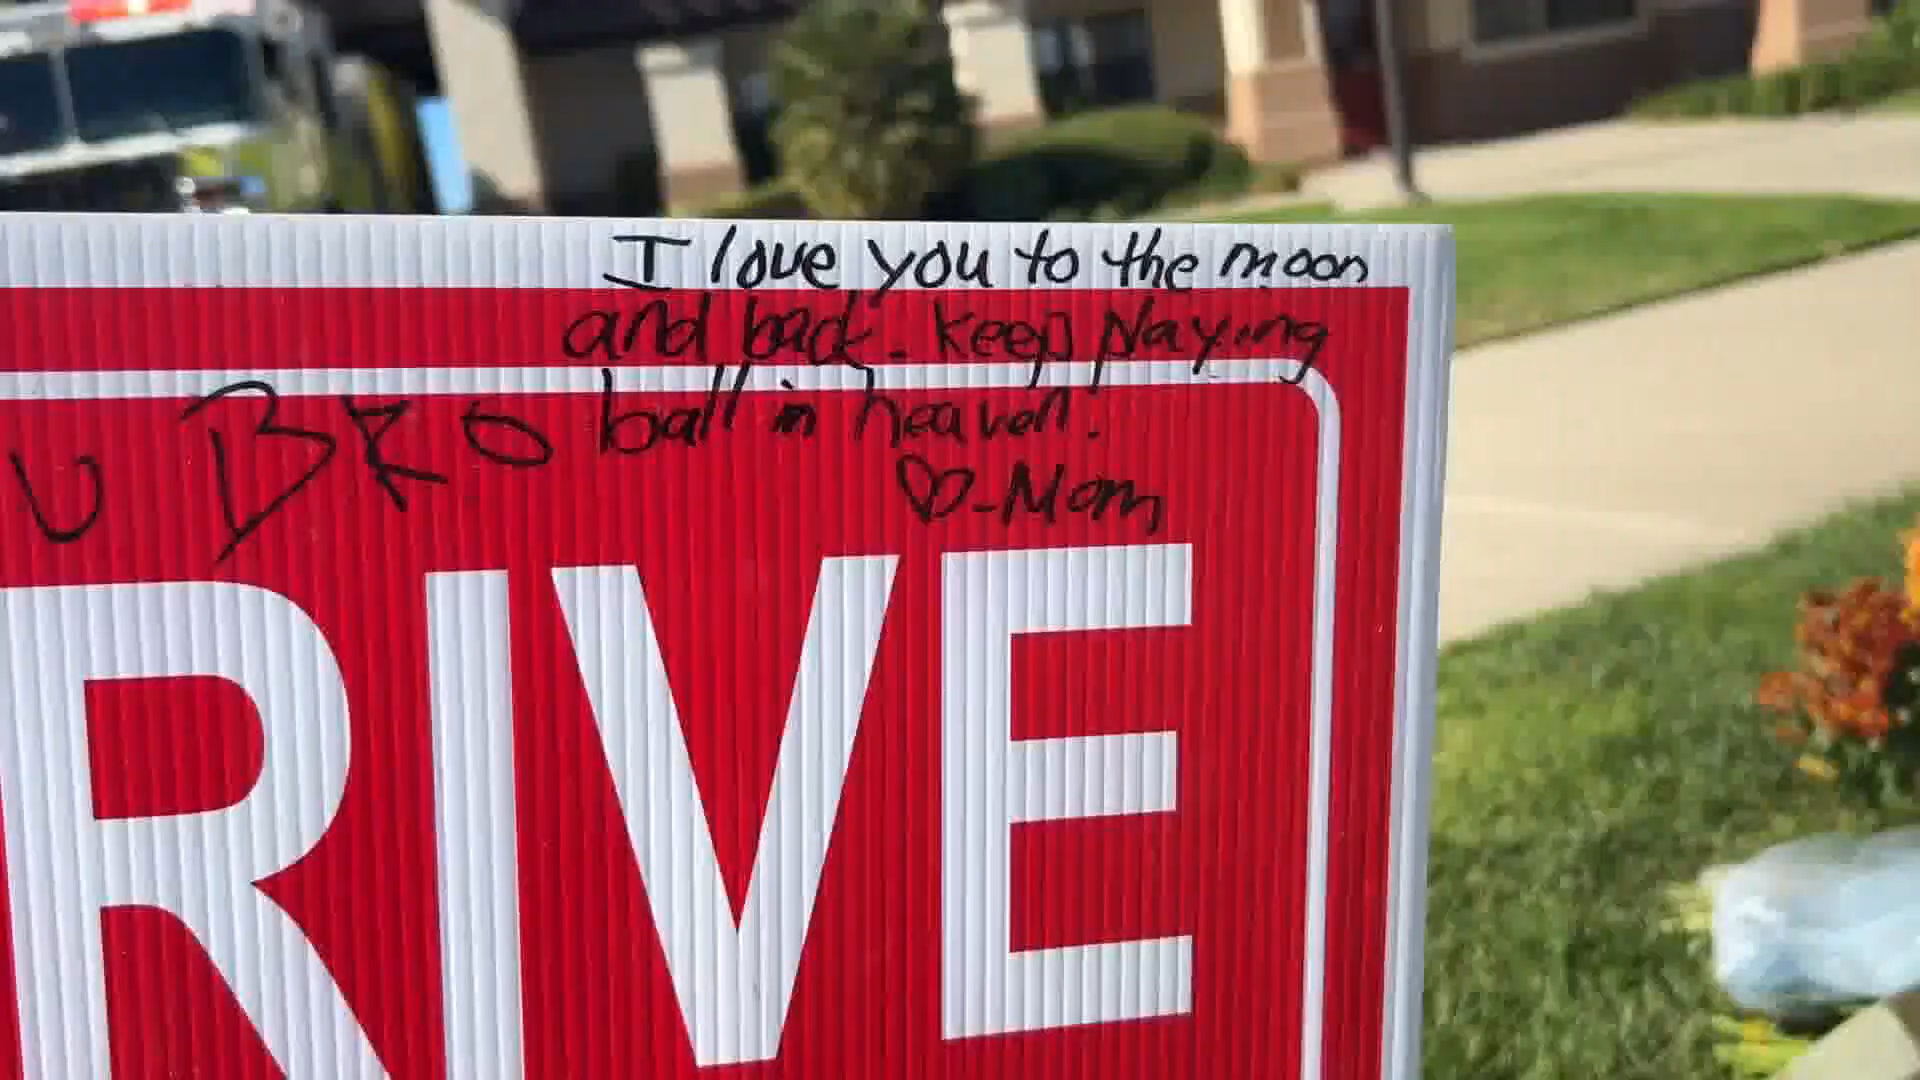 I love you to the moon
and back. Keep playing
ball in heaven.
♡-Mom
U BRO
RIVE